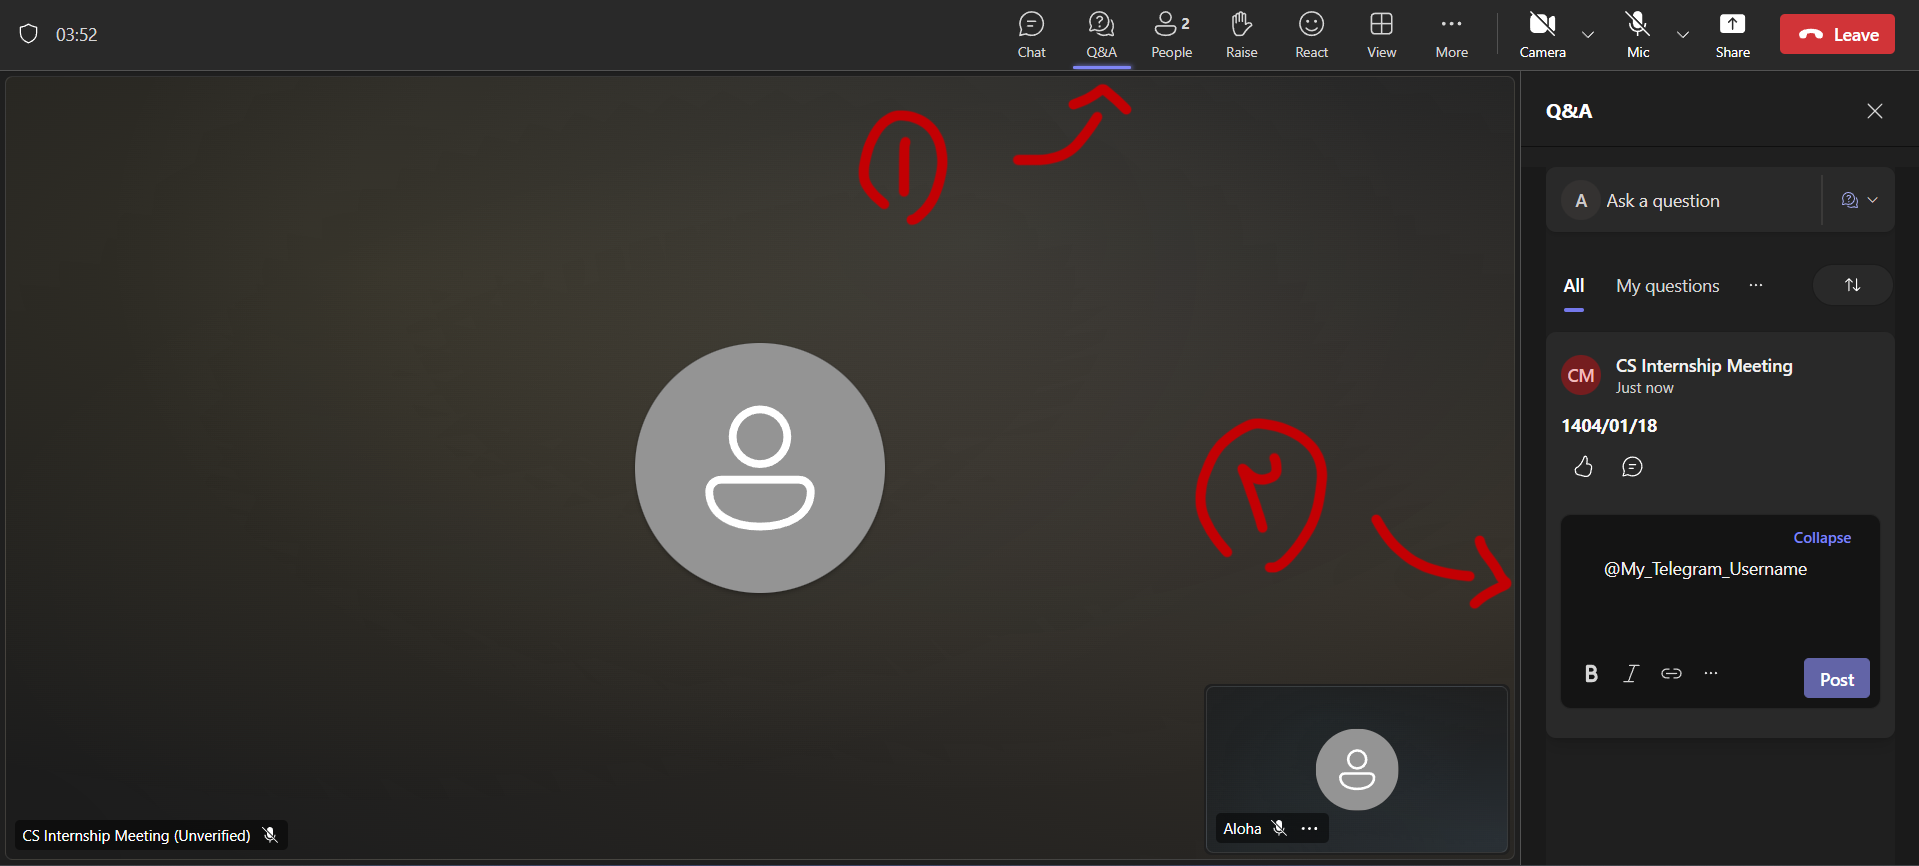 03:52
Chat
Q&A
People 2
Raise
React
View
More
Camera
Mic
Share
Leave
۱
۲
Q&A
A Ask a question
All
My questions
CM
CS Internship Meeting
Just now
1404/01/18
Collapse
@My_Telegram_Username
B I
Post
CS Internship Meeting (Unverified)
Aloha